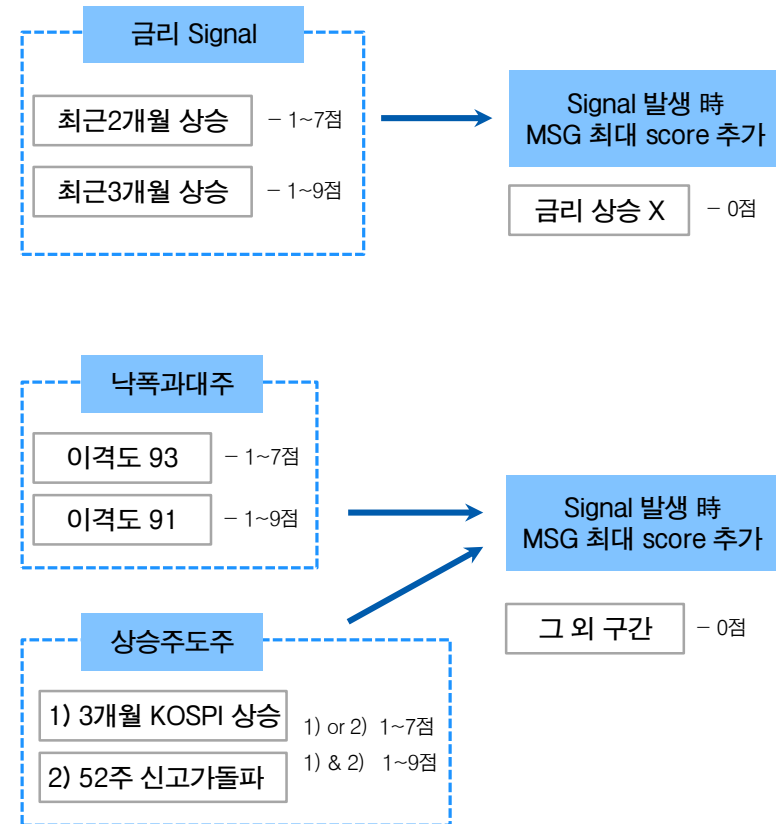 금리 Signal
최근2개월 상승
– 1~7점
최근3개월 상승
– 1~9점
Signal 발생 時
MSG 최대 score 추가
금리 상승 X
– 0점
낙폭과대주
이격도 93
– 1~7점
이격도 91
– 1~9점
Signal 발생 時
MSG 최대 score 추가
그 외 구간
– 0점
상승주도주
1) 3개월 KOSPI 상승
2) 52주 신고가돌파
1) or 2) 1~7점
1) & 2) 1~9점